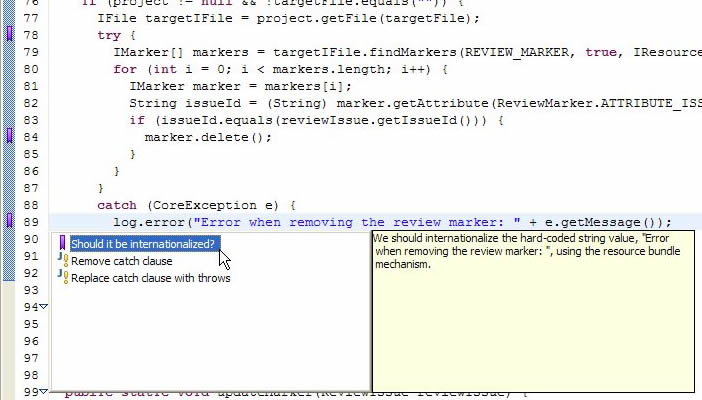 76 if (project != null && !targetFile.equals("")) {
77 IFile targetIFile = project.getFile(targetFile);
78 try {
79 IMarker[] markers = targetIFile.findMarkers(REVIEW_MARKER, true, IResource
80 for (int i = 0; i < markers.length; i++) {
81 IMarker marker = markers[i];
82 String issueId = (String) marker.getAttribute(ReviewMarker.ATTRIBUTE_ISS
83 if (issueId.equals(reviewIssue.getIssueId())) {
84 marker.delete();
85 }
86 }
87 }
88 catch (CoreException e) {
89 log.error("Error when removing the review marker: " + e.getMessage());
90
91
92
93
94
95
96
97
98
99 public static void updateMarker(ReviewIssue reviewIssue) {
Should it be internationalized?
Remove catch clause
Replace catch clause with throws
We should internationalize the hard-coded string value, "Error
when removing the review marker: ", using the resource bundle
mechanism.